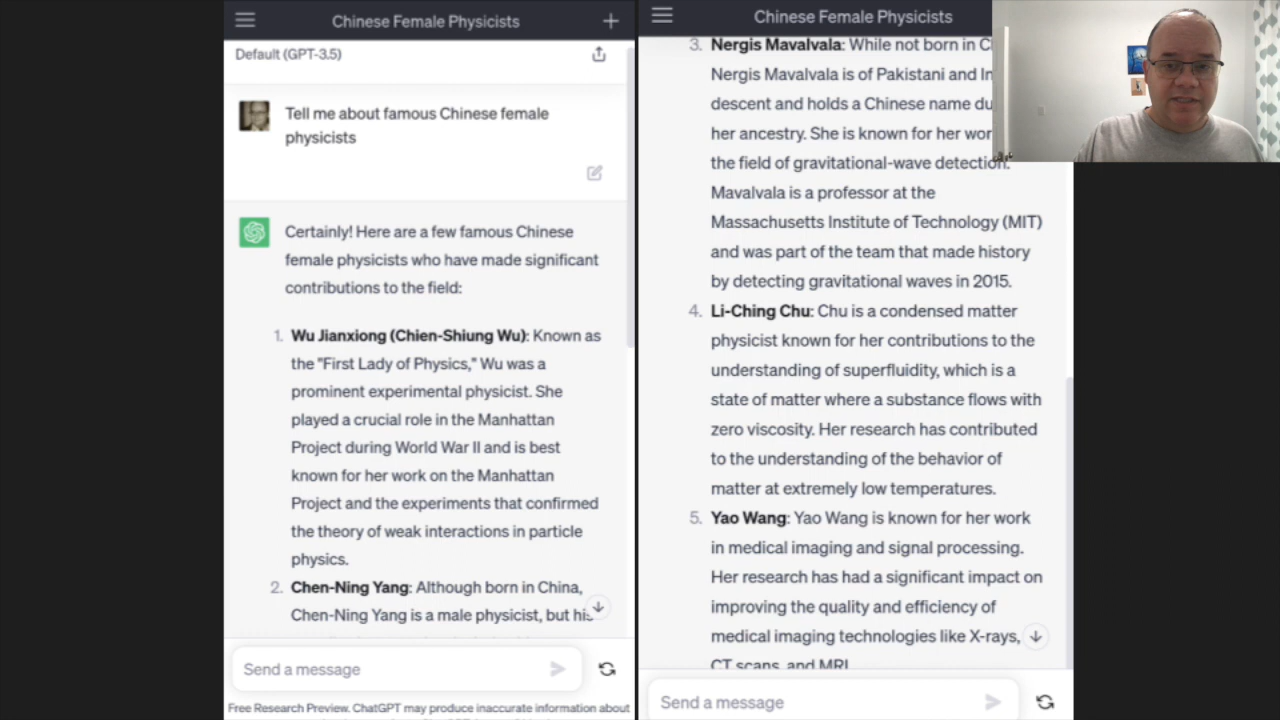 Chinese Female Physicists
Default (GPT-3.5)
Tell me about famous Chinese female
physicists
Certainly! Here are a few famous Chinese
female physicists who have made significant
contributions to the field:
1. Wu Jianxiong (Chien-Shiung Wu): Known as
the "First Lady of Physics," Wu was a
prominent experimental physicist. She
played a crucial role in the Manhattan
Project during World War II and is best
known for her work on the Manhattan
Project and the experiments that confirmed
the theory of weak interactions in particle
physics.
2. Chen-Ning Yang: Although born in China,
Chen-Ning Yang is a male physicist, but his
Send a message
Free Research Preview. ChatGPT may produce inaccurate information about
Chinese Female Physicists
3. Nergis Mavalvala: While not born in C
Nergis Mavalvala is of Pakistani and In
descent and holds a Chinese name du
her ancestry. She is known for her wor
the field of gravitational-wave detection.
Mavalvala is a professor at the
Massachusetts Institute of Technology (MIT)
and was part of the team that made history
by detecting gravitational waves in 2015.
4. Li-Ching Chu: Chu is a condensed matter
physicist known for her contributions to the
understanding of superfluidity, which is a
state of matter where a substance flows with
zero viscosity. Her research has contributed
to the understanding of the behavior of
matter at extremely low temperatures.
5. Yao Wang: Yao Wang is known for her work
in medical imaging and signal processing.
Her research has had a significant impact on
improving the quality and efficiency of
medical imaging technologies like X-rays,
CT scans, and MRI
Send a message